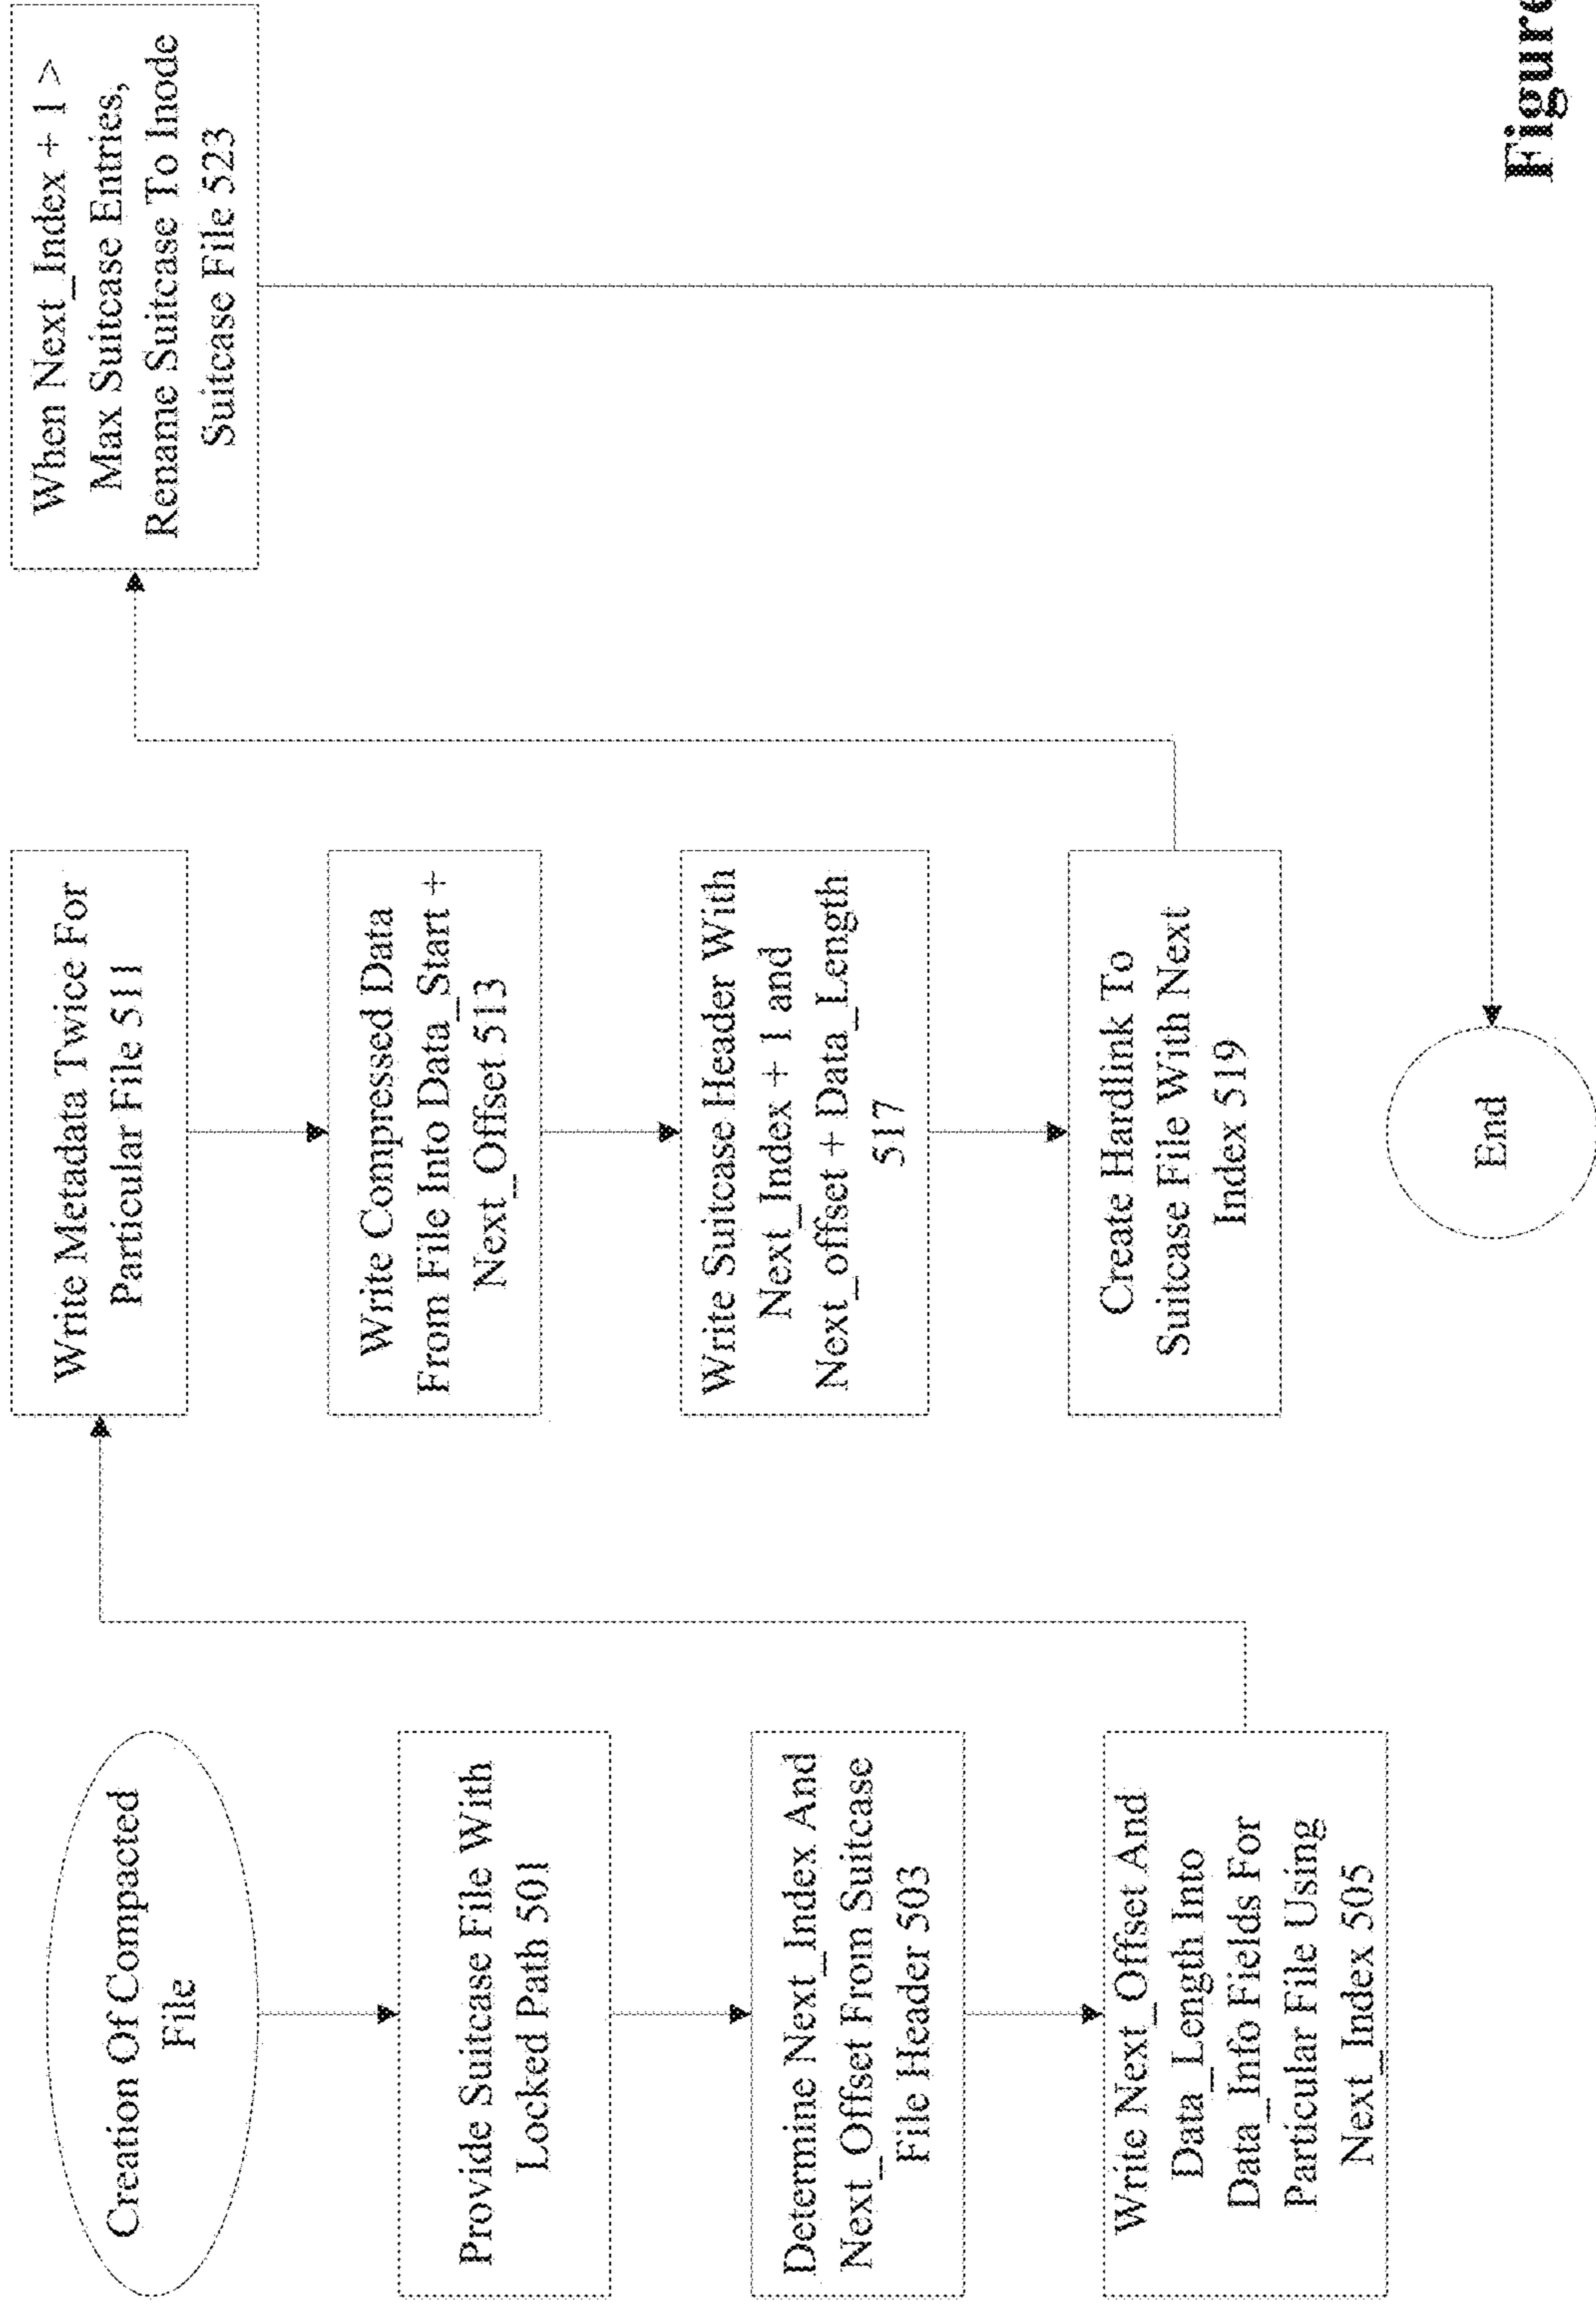 Creation Of Compacted
File
Provide Suitcase File With
Locked Path 501
Determine Next_Index And
Next_Offset From Suitcase
File Header 503
Write Next_Offset And
Data_Length Into
Data_Info Fields For
Particular File Using
Next_Index 505
Write Metadata Twice For
Particular File 511
Write Compressed Data
From File Into Data_Start +
Next_Offset 513
Write Suitcase Header With
Next_Index + 1 and
Next_offset + Data_Length
517
Create Hardlink To
Suitcase File With Next
Index 519
When Next_Index + 1 >
Max Suitcase Entries,
Rename Suitcase To Inode
Suitcase File 523
End
Figure